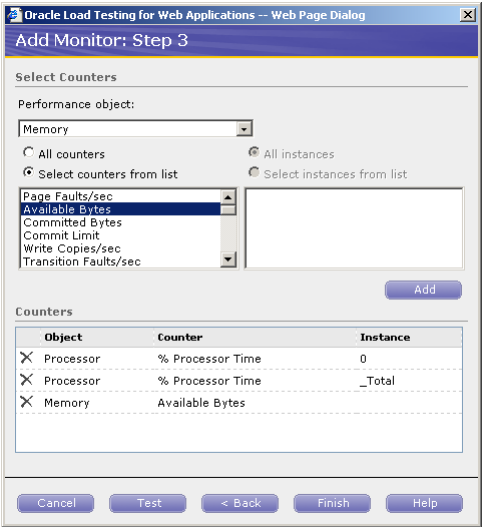 Oracle Load Testing for Web Applications -- Web Page Dialog
Add Monitor: Step 3
Select Counters
Performance object:
Memory
All counters
All instances
Select counters from list
Select instances from list
Page Faults/sec
Available Bytes
Committed Bytes
Commit Limit
Write Copies/sec
Transition Faults/sec
Add
Counters
Object Counter Instance
Processor % Processor Time 0
Processor % Processor Time _Total
Memory Available Bytes
Cancel Test < Back Finish Help